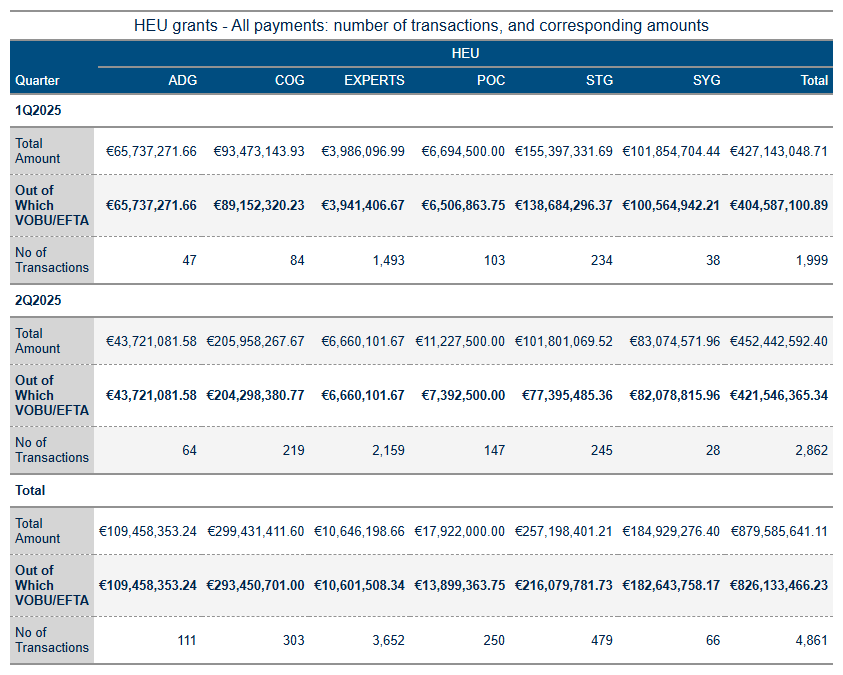 HEU grants - All payments: number of transactions, and corresponding amounts
HEU
Quarter ADG COG EXPERTS POC STG SYG Total
1Q2025
Total Amount €65,737,271.66 €93,473,143.93 €3,986,096.99 €6,694,500.00 €155,397,331.69 €101,854,704.44 €427,143,048.71
Out of Which VOBU/EFTA €65,737,271.66 €89,152,320.23 €3,941,406.67 €6,506,863.75 €138,684,296.37 €100,564,942.21 €404,587,100.89
No of Transactions 47 84 1,493 103 234 38 1,999
2Q2025
Total Amount €43,721,081.58 €205,958,267.67 €6,660,101.67 €11,227,500.00 €101,801,069.52 €83,074,571.96 €452,442,592.40
Out of Which VOBU/EFTA €43,721,081.58 €204,298,380.77 €6,660,101.67 €7,392,500.00 €77,395,485.36 €82,078,815.96 €421,546,365.34
No of Transactions 64 219 2,159 147 245 28 2,862
Total
Total Amount €109,458,353.24 €299,431,411.60 €10,646,198.66 €17,922,000.00 €257,198,401.21 €184,929,276.40 €879,585,641.11
Out of Which VOBU/EFTA €109,458,353.24 €293,450,701.00 €10,601,508.34 €13,899,363.75 €216,079,781.73 €182,643,758.17 €826,133,466.23
No of Transactions 111 303 3,652 250 479 66 4,861